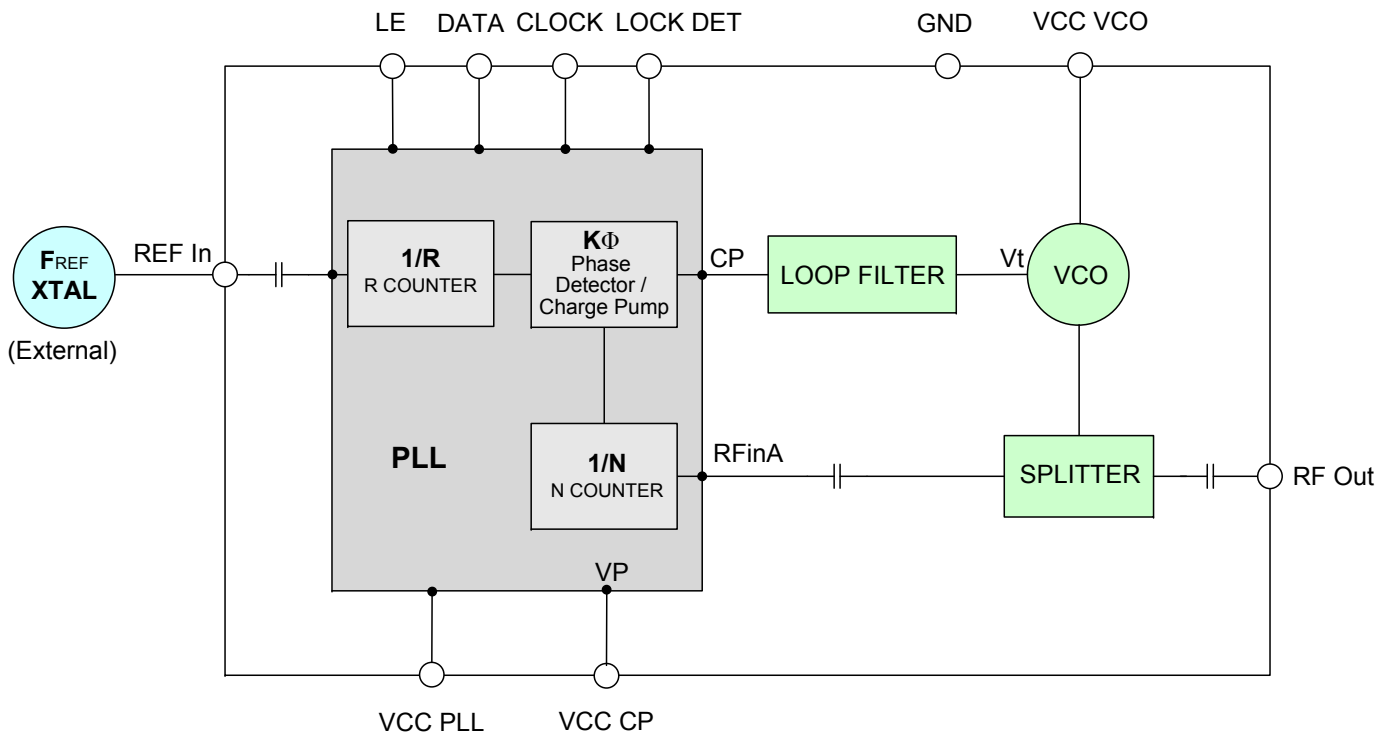 LE DATA CLOCK LOCK DET GND VCC VCO
FREF
XTAL
(External)
REF In
1/R
R COUNTER
KΦ
Phase
Detector /
Charge Pump
CP
LOOP FILTER
Vt
VCO
PLL
1/N
N COUNTER
RFinA
SPLITTER
RF Out
VP
VCC PLL VCC CP